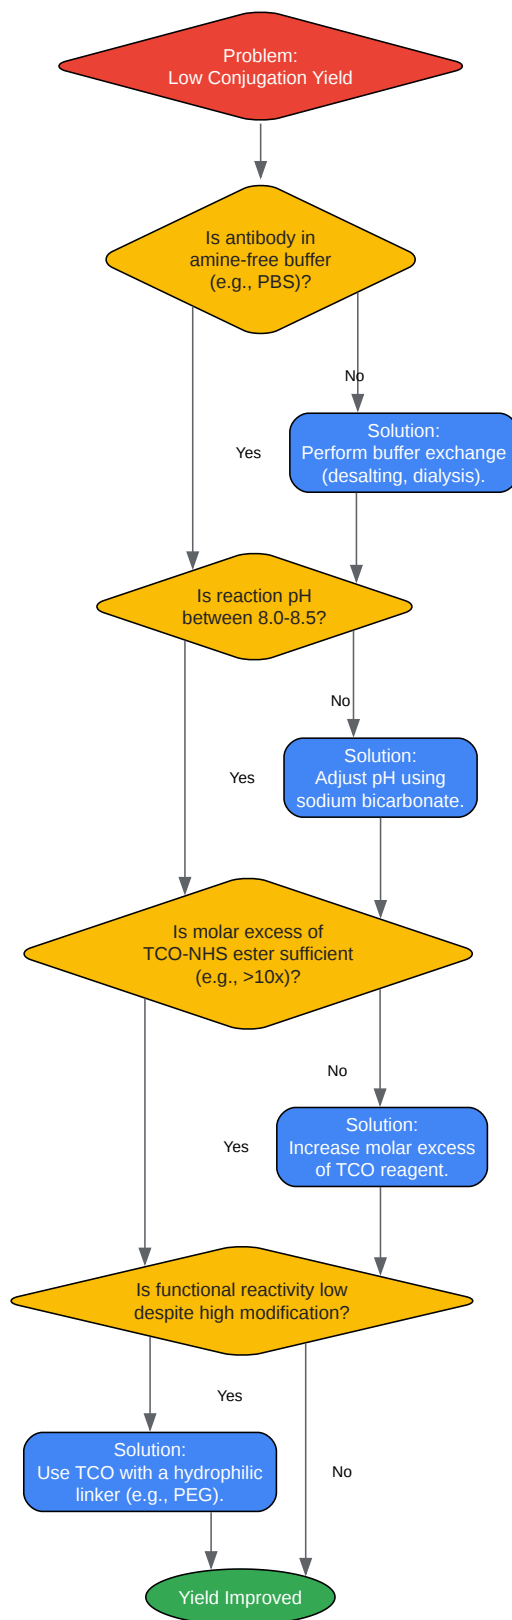 Problem:
Low Conjugation Yield
Is antibody in
amine-free buffer
(e.g., PBS)?
No
Yes
Solution:
Perform buffer exchange
(desalting, dialysis).
Is reaction pH
between 8.0-8.5?
No
Yes
Solution:
Adjust pH using
sodium bicarbonate.
Is molar excess of
TCO-NHS ester sufficient
(e.g., >10x)?
No
Yes
Solution:
Increase molar excess
of TCO reagent.
Is functional reactivity low
despite high modification?
Yes
No
Solution:
Use TCO with a hydrophilic
linker (e.g., PEG).
Yield Improved